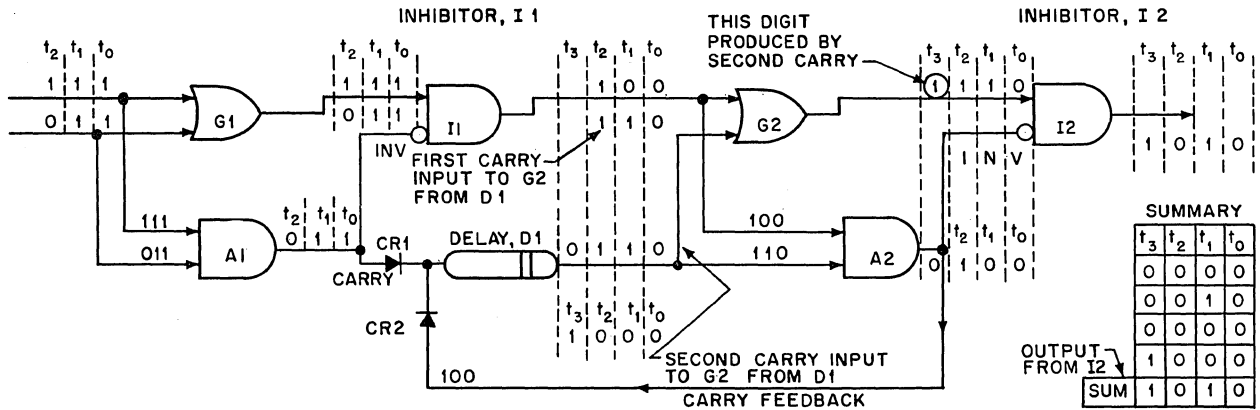 INHIBITOR, I 1
THIS DIGIT
PRODUCED BY
SECOND CARRY
INHIBITOR, I 2
t2 t1 t0
1 1 1
0 1 1
G1
t2 t1 t0
1 1 1
0 1 1
I1
INV
t3 t2 t1 t0
1 0 0
1 1 0
FIRST CARRY
INPUT TO G2
FROM D1
G2
t3 t2 t1 t0
1 1 1 0
I N V
I2
t3 t2 t1 t0
1 0 1 0
111
011
A1
t2 t1 t0
0 1 1
CR1
CARRY
DELAY, D1
0 1 1 0
100
110
A2
t2 t1 t0
0 1 0 0
CR2
t3 t2 t1 t0
1 0 0 0
SECOND CARRY INPUT
TO G2 FROM D1
100
CARRY FEEDBACK
SUMMARY
t3 t2 t1 t0
0 0 0 0
0 0 1 0
0 0 0 0
1 0 0 0
OUTPUT
FROM I2
SUM 1 0 1 0